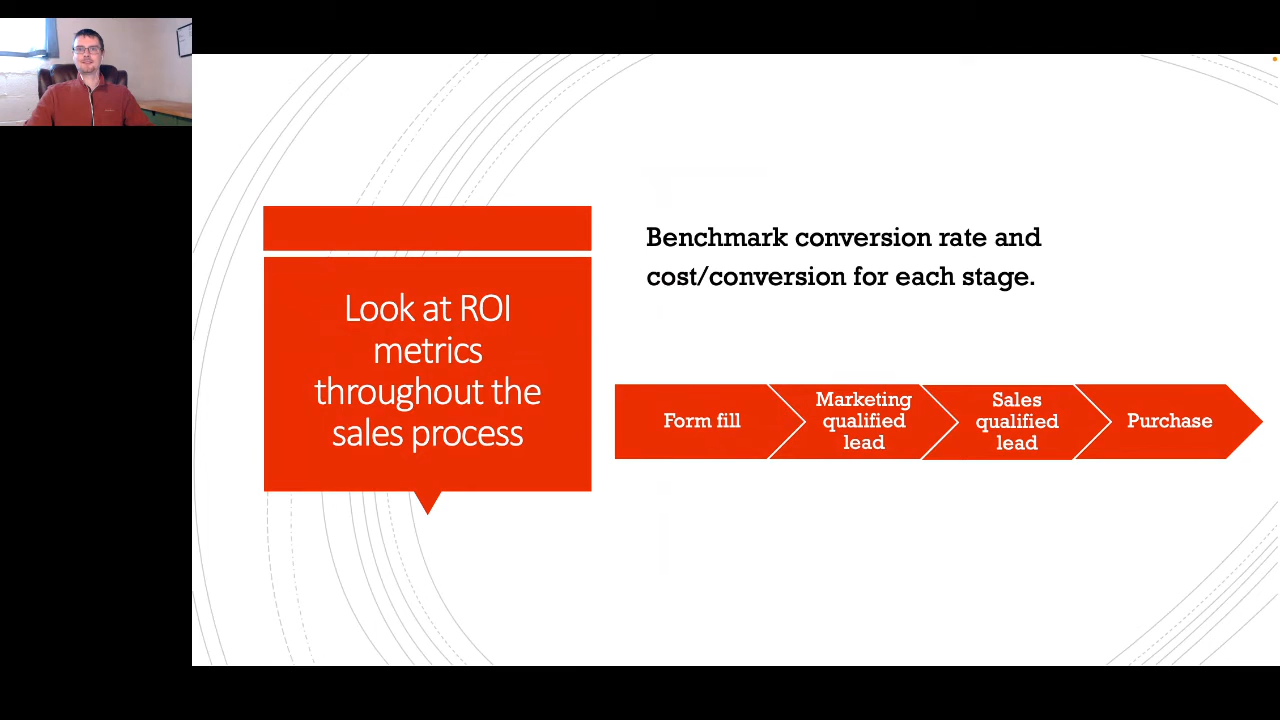 Look at ROI
metrics
throughout the
sales process
Benchmark conversion rate and
cost/conversion for each stage.
Form fill
Marketing
qualified
lead
Sales
qualified
lead
Purchase